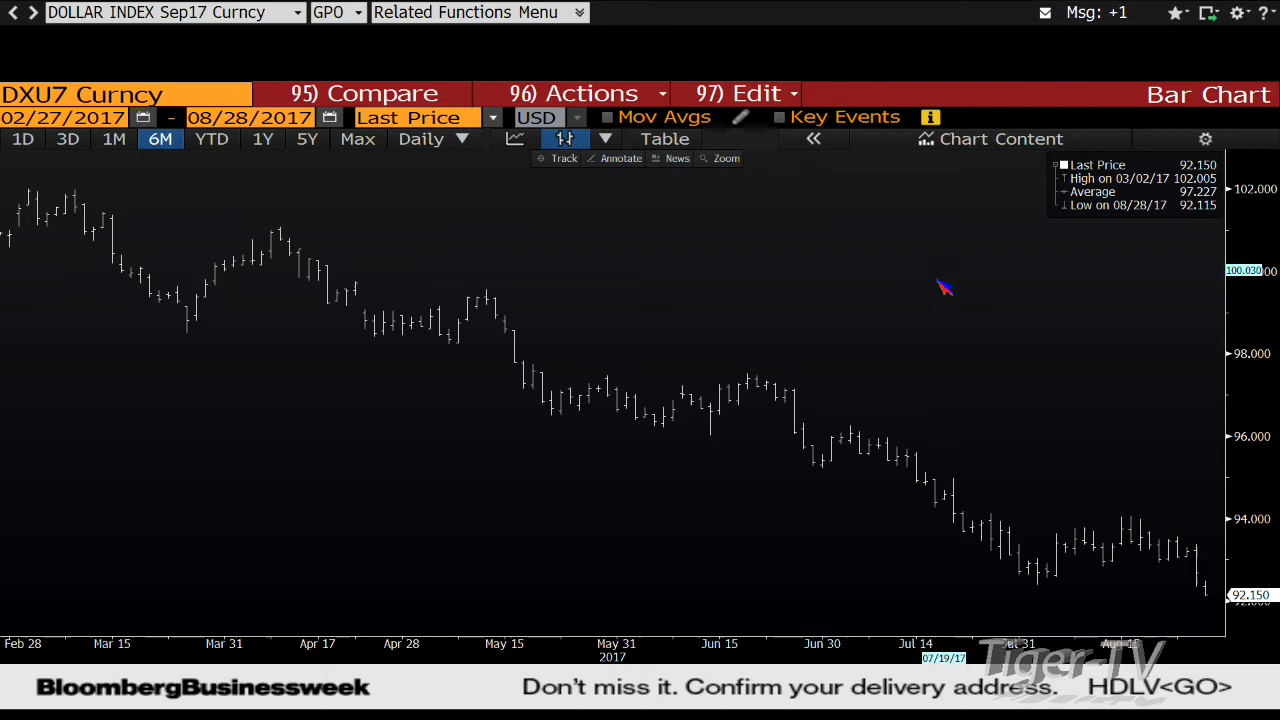 DOLLAR INDEX Sep17 Curncy GPO Related Functions Menu Msg: +1 ?
DXU7 Curncy 95) Compare 96) Actions 97) Edit Bar Chart
02/27/2017 - 08/28/2017 Last Price USD Mov Avgs Key Events i
1D 3D 1M 6M YTD 1Y 5Y Max Daily Table Chart Content
Track Annotate News Zoom
Last Price 92.150
High on 03/02/17 102.005
Average 97.227
Low on 08/28/17 92.115
102.000
100.030
98.000
96.000
94.000
92.150
Feb 28 Mar 15 Mar 31 Apr 17 Apr 28 May 15 May 31 Jun 15 Jun 30 Jul 14 Jul 31 Aug 15
2017 07/19/17
Tiger-TV
BloombergBusinessweek Don't miss it. Confirm your delivery address. HDLV<GO>